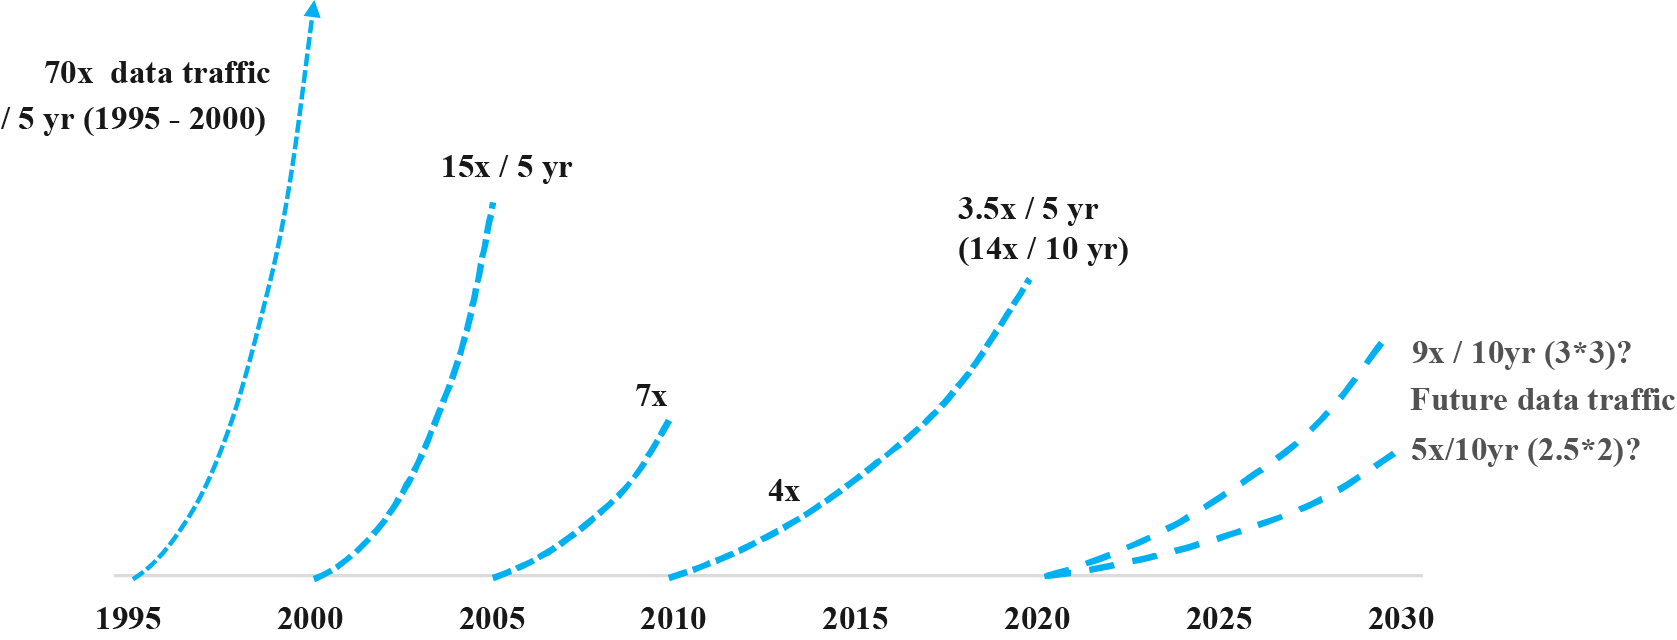 70x data traffic
/ 5 yr (1995 - 2000)
15x / 5 yr
7x
4x
3.5x / 5 yr
(14x / 10 yr)
9x / 10yr (3*3)?
Future data traffic
5x/10yr (2.5*2)?
1995 2000 2005 2010 2015 2020 2025 2030